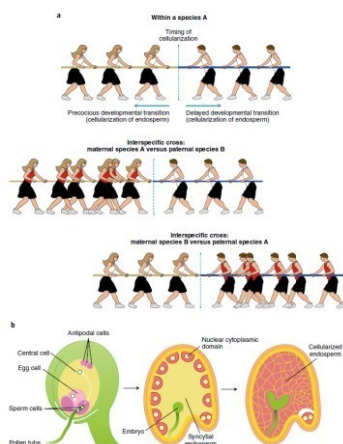 a
Within a species A
Timing of
cellularization
Precocious developmental transition
(cellularization of endosperm)
Delayed developmental transition
(cellularization of endosperm)
Interspecific cross:
maternal species A versus paternal species B
Interspecific cross:
maternal species B versus paternal species A
b
Antipodal cells
Central cell
Egg cell
Sperm cells
Pollen tube
Nuclear cytoplasmic
domain
Embryo
Syncytial
endosperm
Cellularized
endosperm